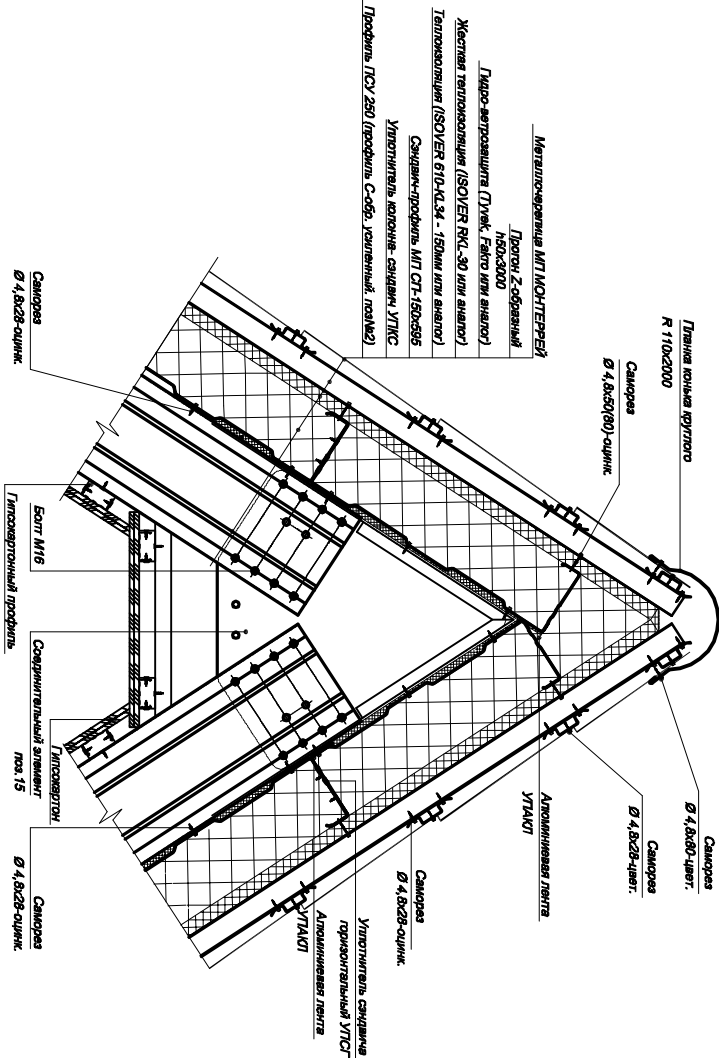 Металлочерепица МП МОНТЕРРЕЙ
Прогон Z-образный
h50х3000
Гидро-ветрозащита (Tyvek, Fakro или аналог)
Жесткая теплоизоляция (ISOVER RKL-30 или аналог)
Теплоизоляция (ISOVER 610-KL34 - 150мм или аналог)
Сэндвич-профиль МП СП-150х595
Уплотнитель колонна- сэндвич УПКС
Профиль ПСУ 250 (профиль С-обр. усиленный. поз№2)
Планка конька круглого
R 110х2000
Саморез
Ø 4,8х50(80)-оцинк.
Саморез
Ø 4,8х28-оцинк.
Болт М16
Гипсокартонный профиль
Соединительный элемент
поз.15
Гипсокартон
Саморез
Ø 4,8х28-оцинк.
Саморез
Ø 4,8х80-цвет.
Саморез
Ø 4,8х28-цвет.
Алюминиевая лента
УПАКЛ
Саморез
Ø 4,8х28-оцинк.
Уплотнитель сэндвича
горизонтальный УПСГ
Алюминиевая лента
УПАКЛ